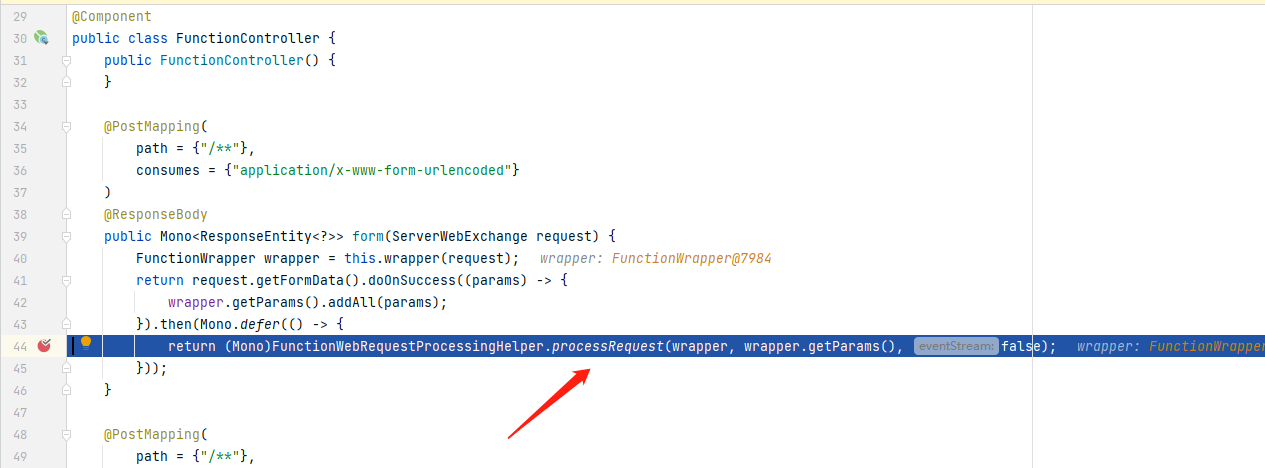 29 @Component
30 public class FunctionController {
31 public FunctionController() {
32 }
33
34 @PostMapping(
35 path = {"/**"},
36 consumes = {"application/x-www-form-urlencoded"}
37 )
38 @ResponseBody
39 public Mono<ResponseEntity<?>> form(ServerWebExchange request) {
40 FunctionWrapper wrapper = this.wrapper(request); wrapper: FunctionWrapper@7984
41 return request.getFormData().doOnSuccess((params) -> {
42 wrapper.getParams().addAll(params);
43 }).then(Mono.defer(() -> {
44 return (Mono)FunctionWebRequestProcessingHelper.processRequest(wrapper, wrapper.getParams(), eventStream: false); wrapper: FunctionWrapper
45 }));
46 }
47
48 @PostMapping(
49 path = {"/**"},